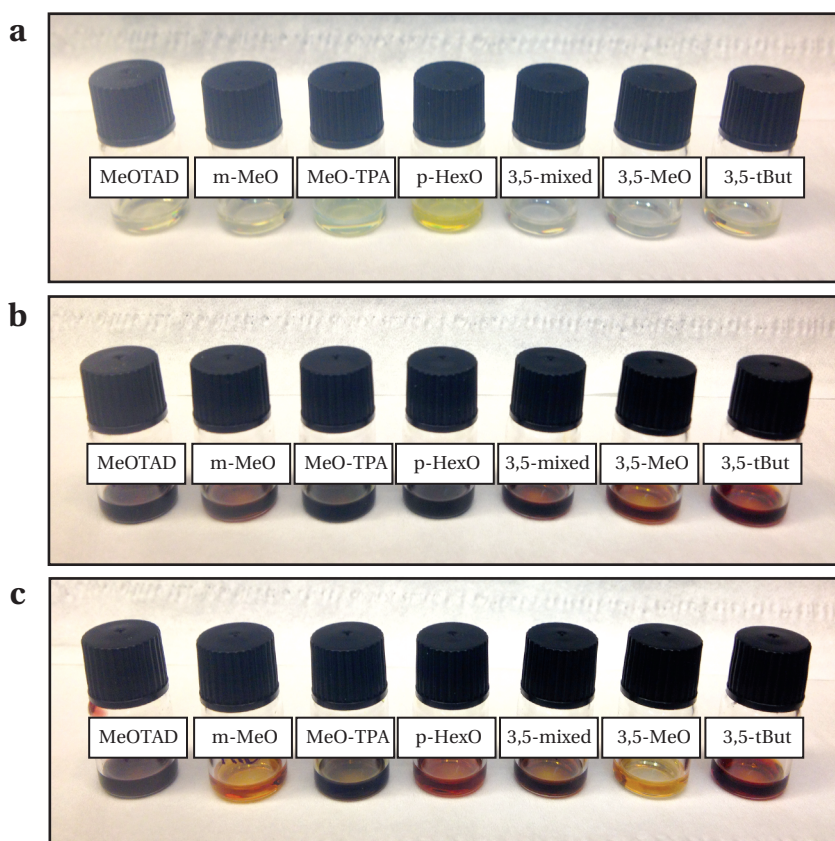 a
MeOTAD m-MeO MeO-TPA p-HexO 3,5-mixed 3,5-MeO 3,5-tBut
b
MeOTAD m-MeO MeO-TPA p-HexO 3,5-mixed 3,5-MeO 3,5-tBut
c
MeOTAD m-MeO MeO-TPA p-HexO 3,5-mixed 3,5-MeO 3,5-tBut